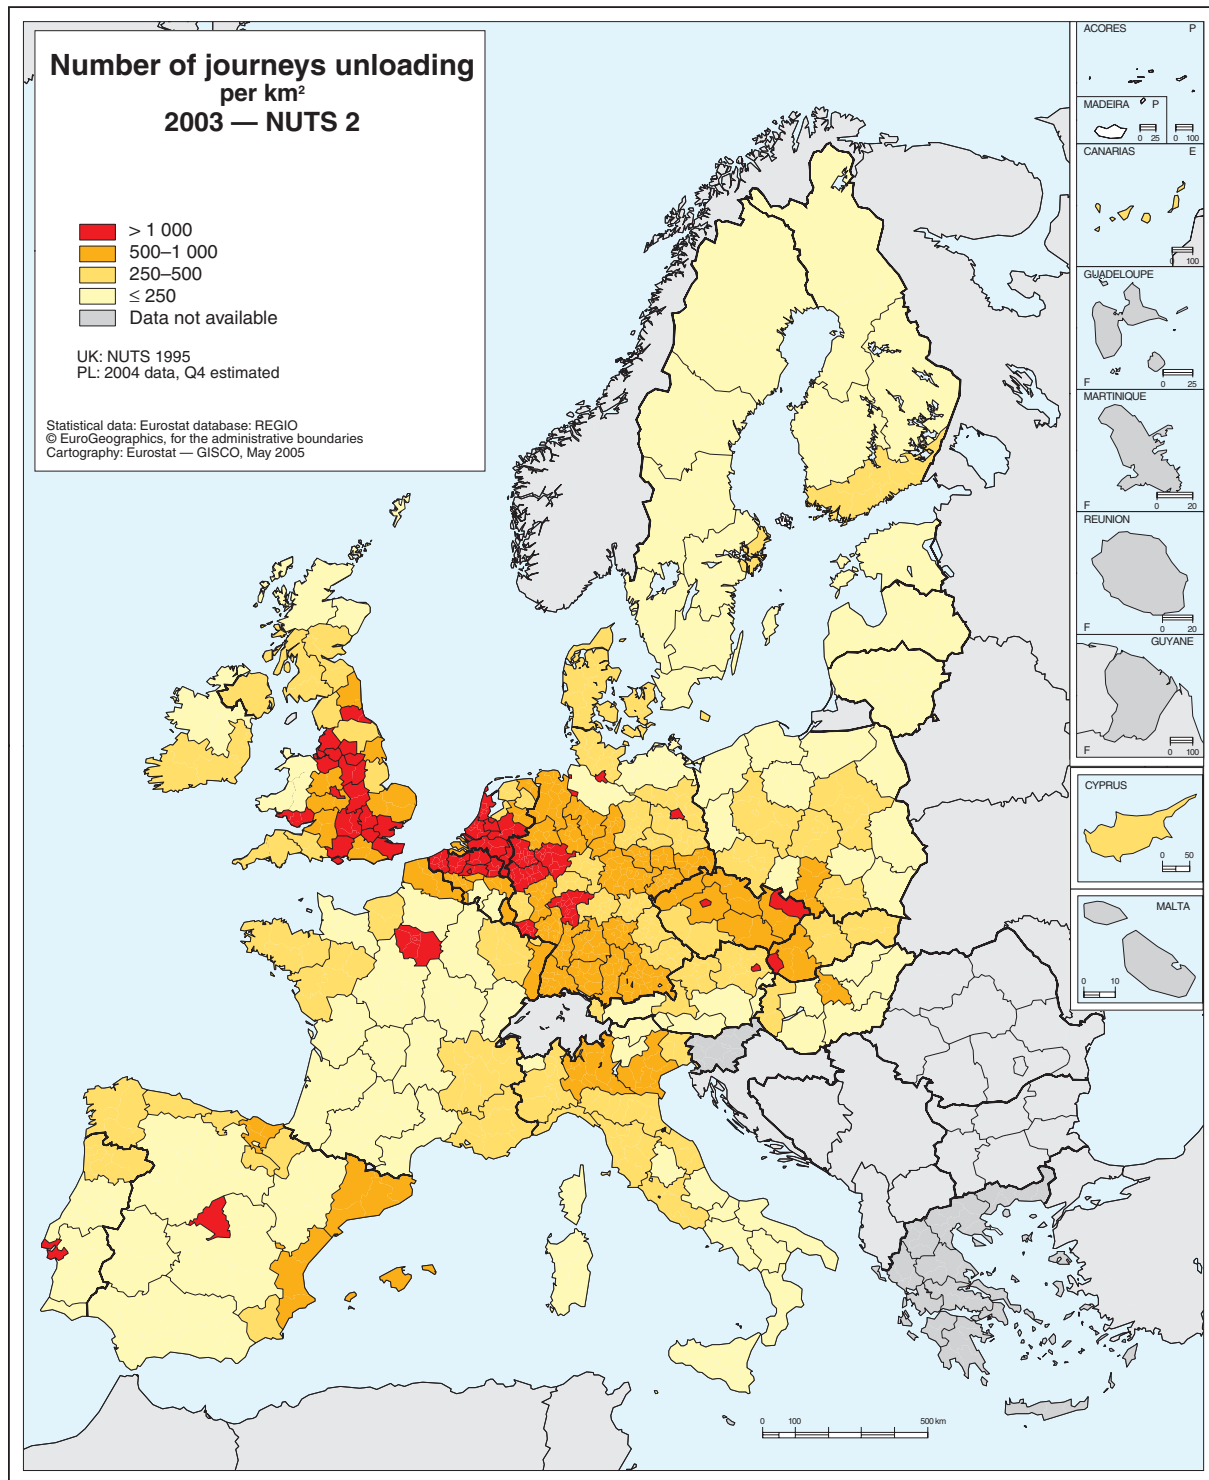 Number of journeys unloading
per km²
2003 — NUTS 2
> 1 000
500–1 000
250–500
≤ 250
Data not available
UK: NUTS 1995
PL: 2004 data, Q4 estimated
Statistical data: Eurostat database: REGIO
© EuroGeographics, for the administrative boundaries
Cartography: Eurostat — GISCO, May 2005
ACORES P
MADEIRA P
0 25 0 100
CANARIAS E
0 100
GUADELOUPE
F 0 25
MARTINIQUE
F 0 20
REUNION
F 0 20
GUYANE
F 0 100
CYPRUS
0 50
MALTA
0 10
0 100 500 km